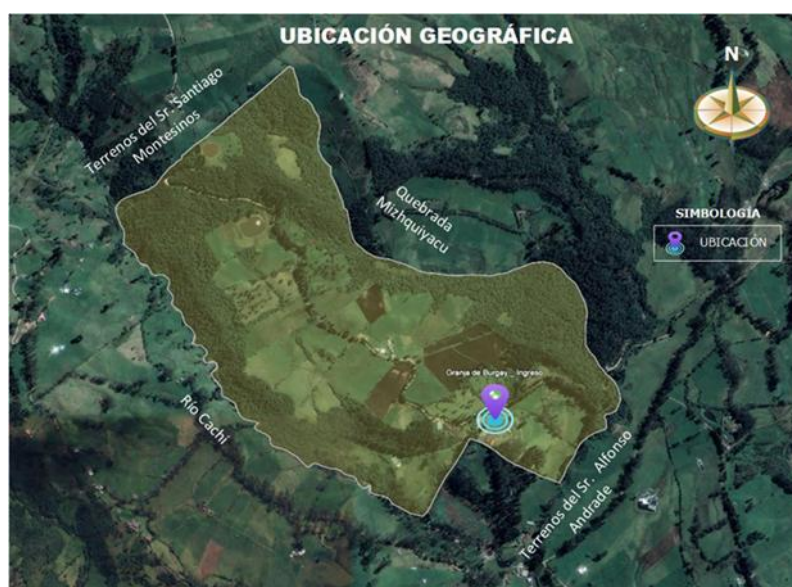 UBICACIÓN GEOGRÁFICA
N
Terrenos del Sr. Santiago
Montesinos
Quebrada
Mizhquiyacu
SIMBOLOGÍA
UBICACIÓN
Granja de Burgay_ Ingreso
Río Cachi
Terrenos del Sr. Alfonso
Andrade